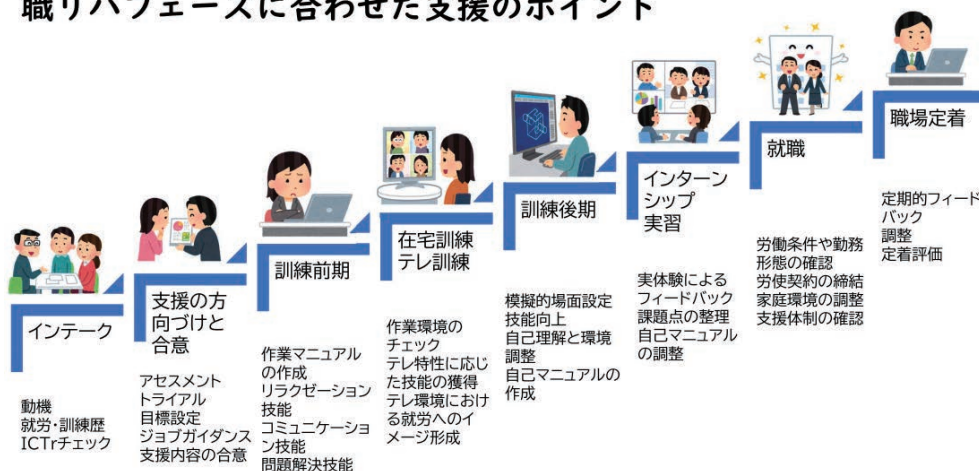 職リハフェーズに合わせた支援のポイント
インテーク
動機
就労・訓練歴
ICTrチェック
支援の方
向づけと
合意
アセスメント
トライアル
目標設定
ジョブガイダンス
支援内容の合意
訓練前期
作業マニュアル
の作成
リラクゼーション
技能
コミュニケーショ
ン技能
問題解決技能
在宅訓練
テレ訓練
作業環境の
チェック
テレ特性に応じ
た技能の獲得
テレ環境におけ
る就労へのイ
メージ形成
訓練後期
模擬的場面設定
技能向上
自己理解と環境
調整
自己マニュアルの
作成
インターン
シップ
実習
実体験による
フィードバック
課題点の整理
自己マニュアル
の調整
就職
労働条件や勤務
形態の確認
労使契約の締結
家庭環境の調整
支援体制の確認
職場定着
定期的フィード
バック
調整
定着評価